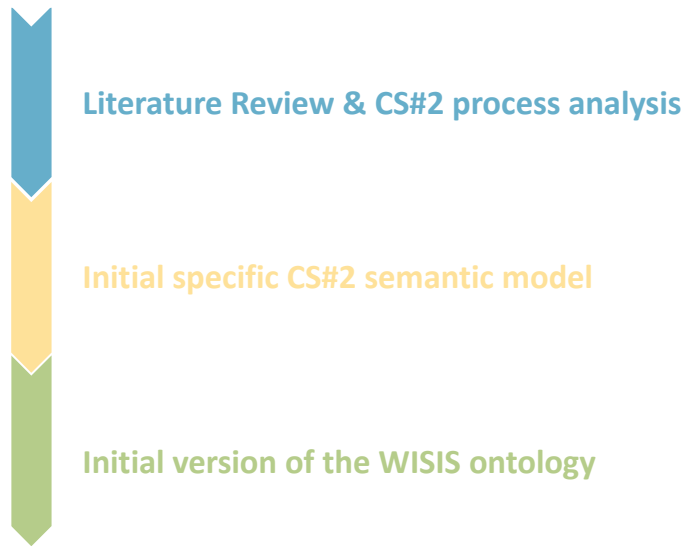 Literature Review & CS#2 process analysis
Initial specific CS#2 semantic model
Initial version of the WISIS ontology